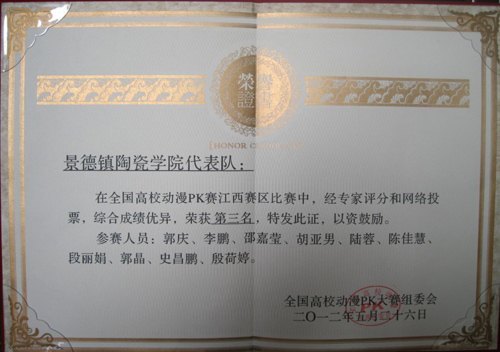 榮譽
證書
HONOR
景德镇陶瓷学院代表队：
在全国高校动漫PK赛江西赛区比赛中，经专家评分和网络投
票，综合成绩优异，荣获 第三名，特发此证，以资鼓励。
参赛人员：郭庆、李鹏、邵嘉莹、胡亚男、陆蓉、陈佳慧、
段丽娟、郭晶、史昌鹏、殷荷婷。
全国高校动漫PK大赛组委会
二〇一二年五月二十六日